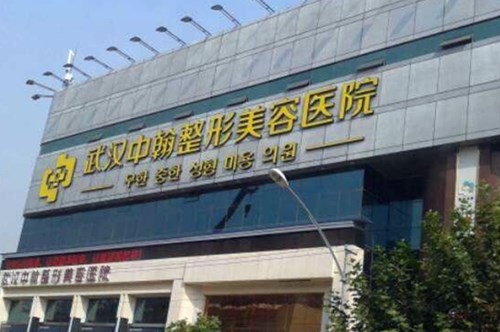 武汉中翰整形美容医院
무한 중한 성형 미용 의원
武汉中翰整形美容医院